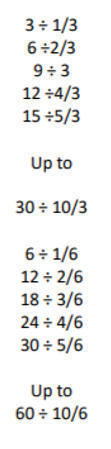 3 ÷ 1/3
6 ÷2/3
9 ÷ 3
12 ÷4/3
15 ÷5/3
Up to
30 ÷ 10/3
6 ÷ 1/6
12 ÷ 2/6
18 ÷ 3/6
24 ÷ 4/6
30 ÷ 5/6
Up to
60 ÷ 10/6